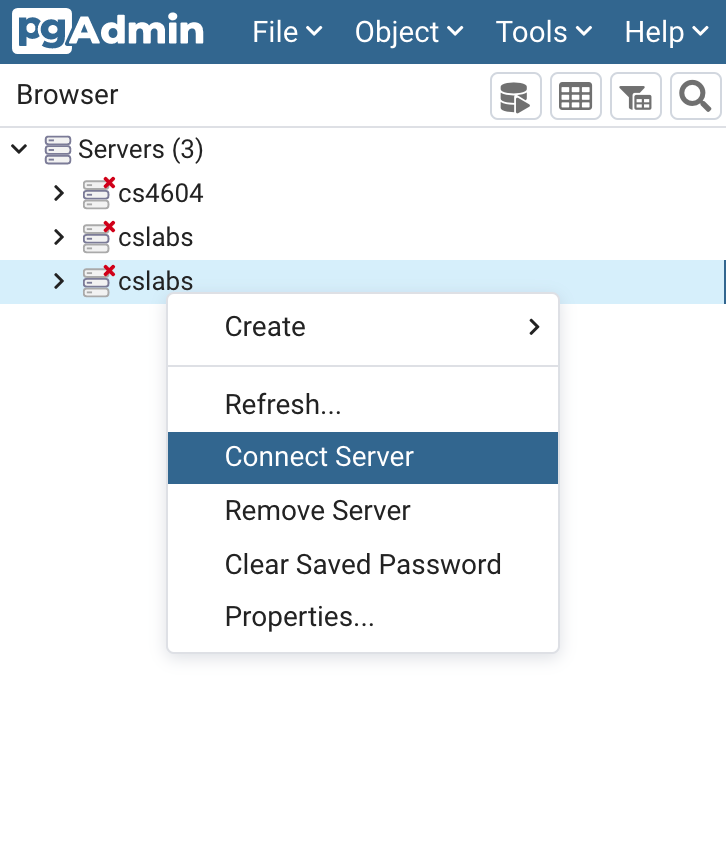 pgAdmin File Object Tools Help
Browser
Servers (3)
cs4604
cslabs
cslabs
Create
Refresh...
Connect Server
Remove Server
Clear Saved Password
Properties...